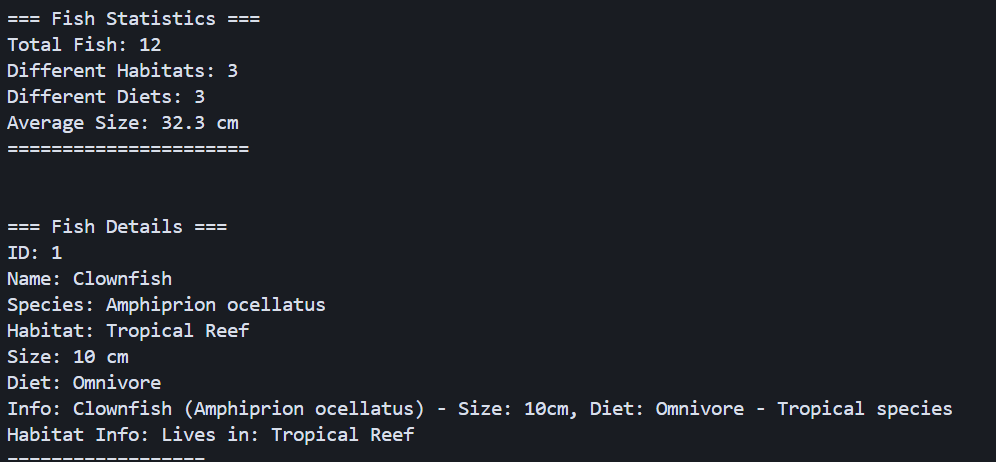 === Fish Statistics ===
Total Fish: 12
Different Habitats: 3
Different Diets: 3
Average Size: 32.3 cm
======================
=== Fish Details ===
ID: 1
Name: Clownfish
Species: Amphiprion ocellatus
Habitat: Tropical Reef
Size: 10 cm
Diet: Omnivore
Info: Clownfish (Amphiprion ocellatus) - Size: 10cm, Diet: Omnivore - Tropical species
Habitat Info: Lives in: Tropical Reef
==================